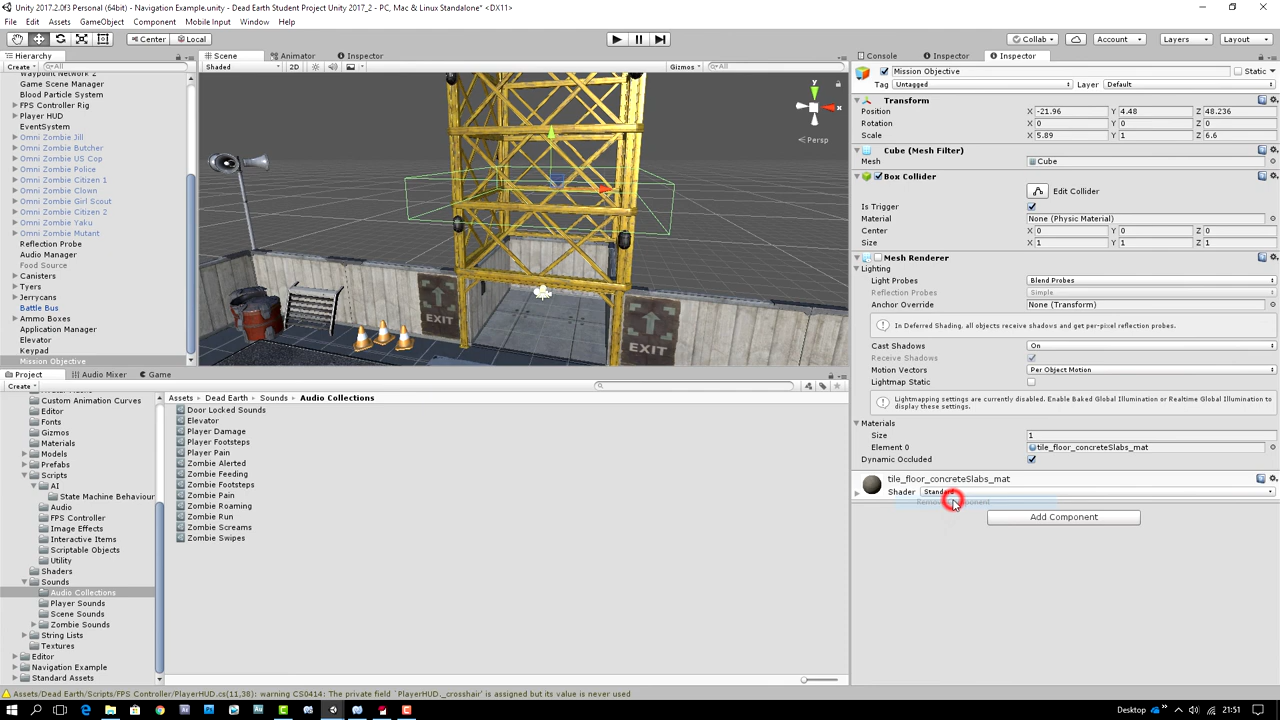 Unity 2017.2.0f3 Personal (64bit) - Navigation Example.unity - Dead Earth Student Project Unity 2017_2 - PC, Mac & Linux Standalone* <DX11>
File Edit Assets GameObject Component Mobile Input Window Help
Center Local Collab Account Layers Layout
Hierarchy
Create All
Waypoint Network 2
Game Scene Manager
Blood Particle System
FPS Controller Rig
Player HUD
EventSystem
Omni Zombie Jill
Omni Zombie Butcher
Omni Zombie US Cop
Omni Zombie Police
Omni Zombie Citizen 1
Omni Zombie Clown
Omni Zombie Girl Scout
Omni Zombie Citizen 2
Omni Zombie Yaku
Omni Zombie Mutant
Reflection Probe
Audio Manager
Food Source
Canisters
Tyers
Jerrycans
Battle Bus
Ammo Boxes
Application Manager
Elevator
Keypad
Mission Objective
Scene Animator Inspector
Shaded 2D Gizmos All
y
x
Persp
EXIT
EXIT
Project Audio Mixer Game
Create
Custom Animation Curves
Editor
Fonts
Gizmos
Materials
Models
Prefabs
Scripts
AI
State Machine Behaviour
Audio
FPS Controller
Image Effects
Interactive Items
Scriptable Objects
Utility
Shaders
Sounds
Audio Collections
Player Sounds
Scene Sounds
Zombie Sounds
String Lists
Textures
Editor
Navigation Example
Standard Assets
Assets Dead Earth Sounds Audio Collections
Door Locked Sounds
Elevator
Player Damage
Player Footsteps
Player Pain
Zombie Alerted
Zombie Feeding
Zombie Footsteps
Zombie Pain
Zombie Roaming
Zombie Run
Zombie Screams
Zombie Swipes
Console Inspector Inspector
Mission Objective Static
Tag Untagged Layer Default
Transform
Position X -21.96 Y 4.48 Z 48.236
Rotation X 0 Y 0 Z 0
Scale X 5.89 Y 1 Z 6.6
Cube (Mesh Filter)
Mesh Cube
Box Collider
Edit Collider
Is Trigger
Material None (Physic Material)
Center X 0 Y 0 Z 0
Size X 1 Y 1 Z 1
Mesh Renderer
Lighting
Light Probes Blend Probes
Reflection Probes Simple
Anchor Override None (Transform)
In Deferred Shading, all objects receive shadows and get per-pixel reflection probes.
Cast Shadows On
Receive Shadows
Motion Vectors Per Object Motion
Lightmap Static
Lightmapping settings are currently disabled. Enable Baked Global Illumination or Realtime Global Illumination to
display these settings.
Materials
Size 1
Element 0 tile_floor_concreteSlabs_mat
Dynamic Occluded
tile_floor_concreteSlabs_mat
Shader Standard
Remove Component
Add Component
Assets/Dead Earth/Scripts/FPS Controller/PlayerHUD.cs(11,38): warning CS0414: The private field `PlayerHUD._crosshair' is assigned but its value is never used
Desktop 21:51